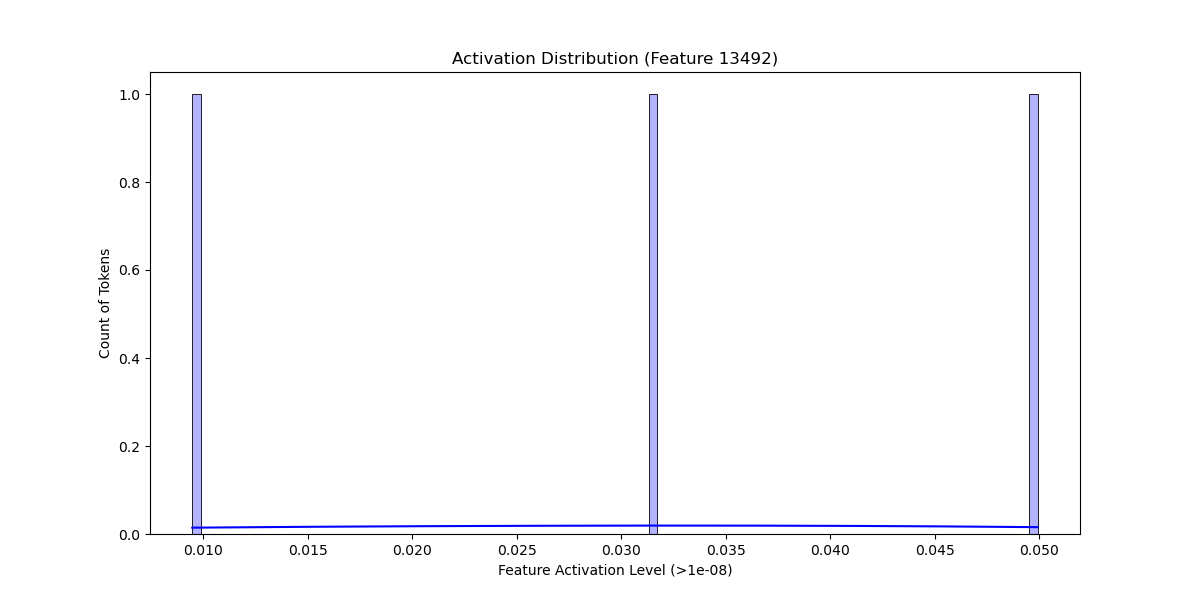 Activation Distribution (Feature 13492)
1.0
0.8
0.6
0.4
0.2
0.0
Count of Tokens
0.010 0.015 0.020 0.025 0.030 0.035 0.040 0.045 0.050
Feature Activation Level (>1e-08)